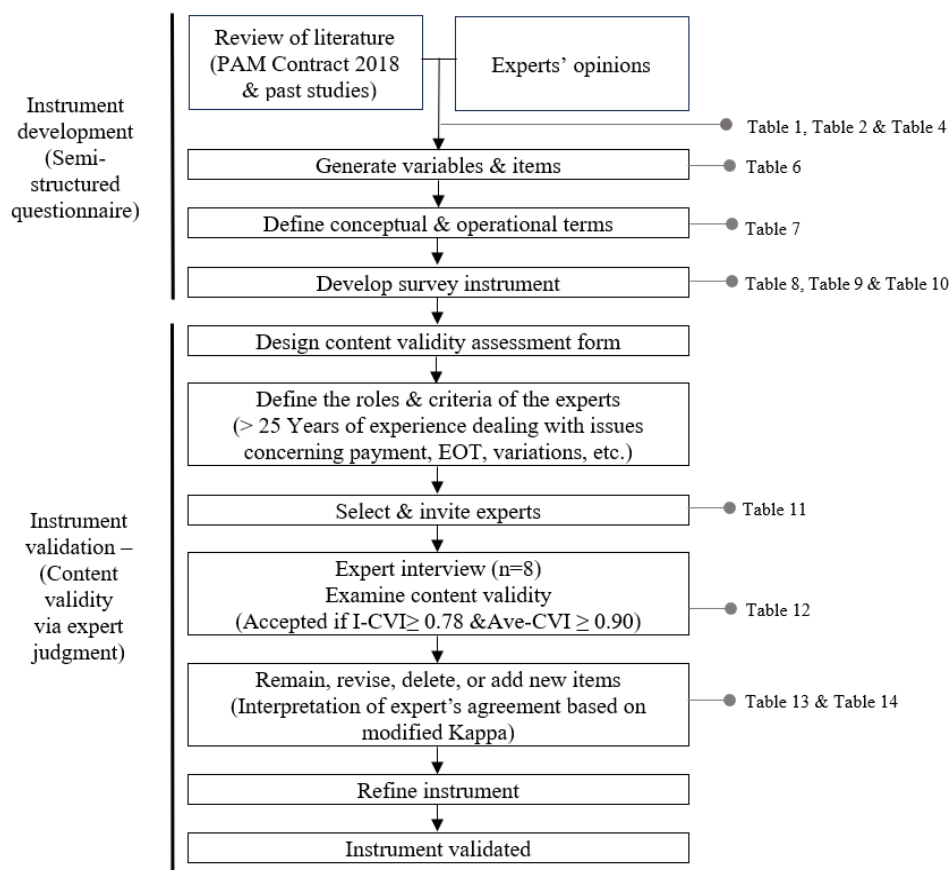 Instrument
development
(Semi-
structured
questionnaire)
Review of literature
(PAM Contract 2018
& past studies)
Experts’ opinions
Table 1, Table 2 & Table 4
Generate variables & items
Table 6
Define conceptual & operational terms
Table 7
Develop survey instrument
Table 8, Table 9 & Table 10
Instrument
validation –
(Content
validity
via expert
judgment)
Design content validity assessment form
Define the roles & criteria of the experts
(> 25 Years of experience dealing with issues
concerning payment, EOT, variations, etc.)
Select & invite experts
Table 11
Expert interview (n=8)
Examine content validity
(Accepted if I-CVI≥ 0.78 &Ave-CVI ≥ 0.90)
Table 12
Remain, revise, delete, or add new items
(Interpretation of expert’s agreement based on
modified Kappa)
Table 13 & Table 14
Refine instrument
Instrument validated